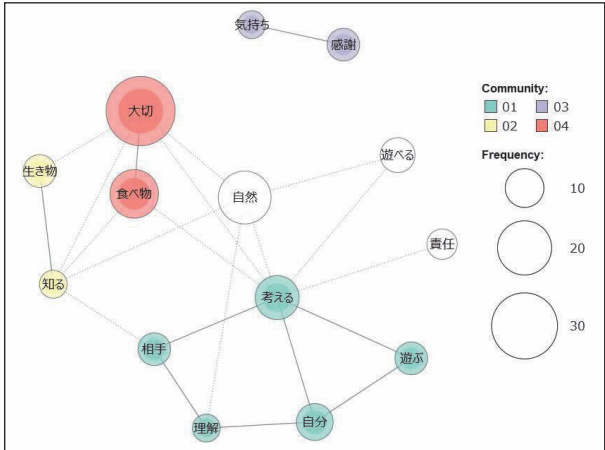 気持ち
感謝
大切
生き物
食べ物
自然
遊べる
責任
知る
考える
相手
遊ぶ
理解
自分
Community:
01 03
02 04
Frequency:
10
20
30